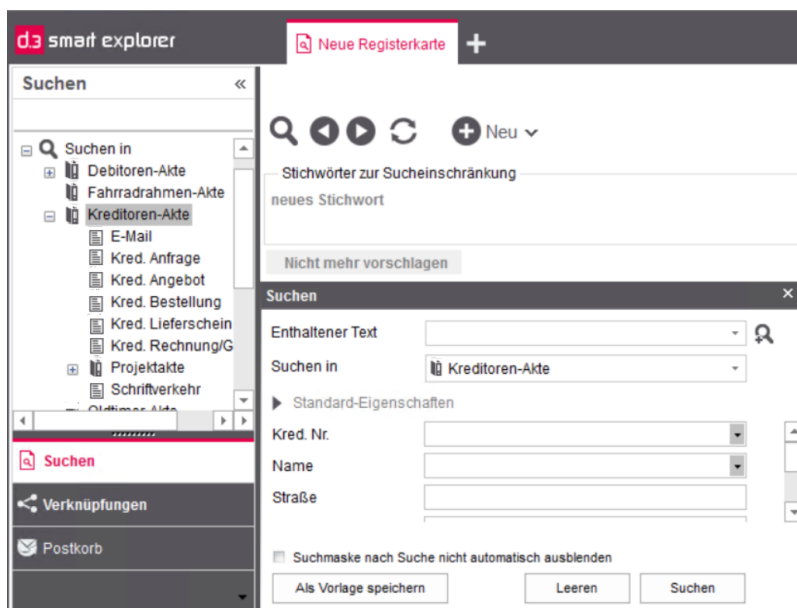 d.3 smart explorer
Neue Registerkarte
Suchen
Suchen in
Debitoren-Akte
Fahrradrahmen-Akte
Kreditoren-Akte
E-Mail
Kred. Anfrage
Kred. Angebot
Kred. Bestellung
Kred. Lieferschein
Kred. Rechnung/G
Projektakte
Schriftverkehr
Oldtimer-Akte
Suchen
Verknüpfungen
Postkorb
Neu
Stichwörter zur Sucheinschränkung
neues Stichwort
Nicht mehr vorschlagen
Suchen
Enthaltener Text
Suchen in
Kreditoren-Akte
Standard-Eigenschaften
Kred. Nr.
Name
Straße
Suchmaske nach Suche nicht automatisch ausblenden
Als Vorlage speichern
Leeren
Suchen